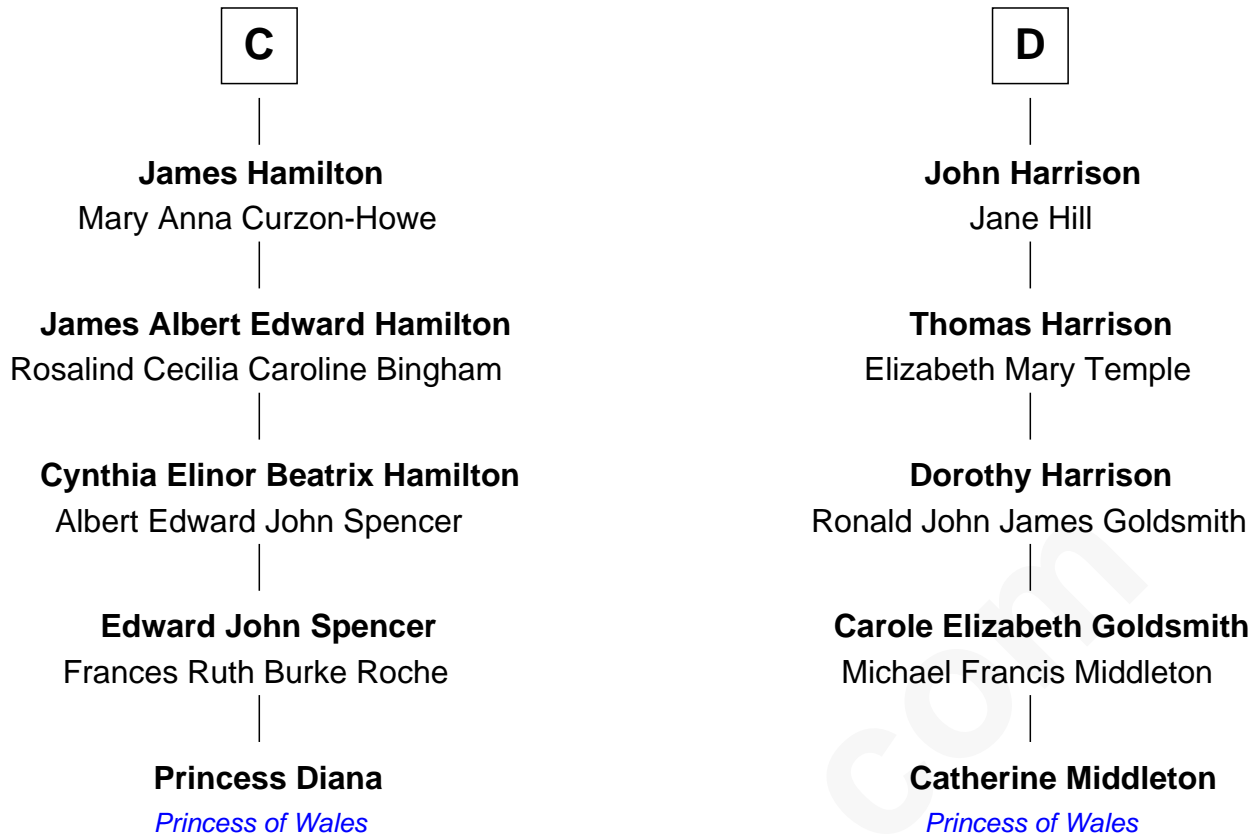 C
James Hamilton
Mary Anna Curzon-Howe
James Albert Edward Hamilton
Rosalind Cecilia Caroline Bingham
Cynthia Elinor Beatrix Hamilton
Albert Edward John Spencer
Edward John Spencer
Frances Ruth Burke Roche
Princess Diana
Princess of Wales
D
John Harrison
Jane Hill
Thomas Harrison
Elizabeth Mary Temple
Dorothy Harrison
Ronald John James Goldsmith
Carole Elizabeth Goldsmith
Michael Francis Middleton
Catherine Middleton
Princess of Wales
com